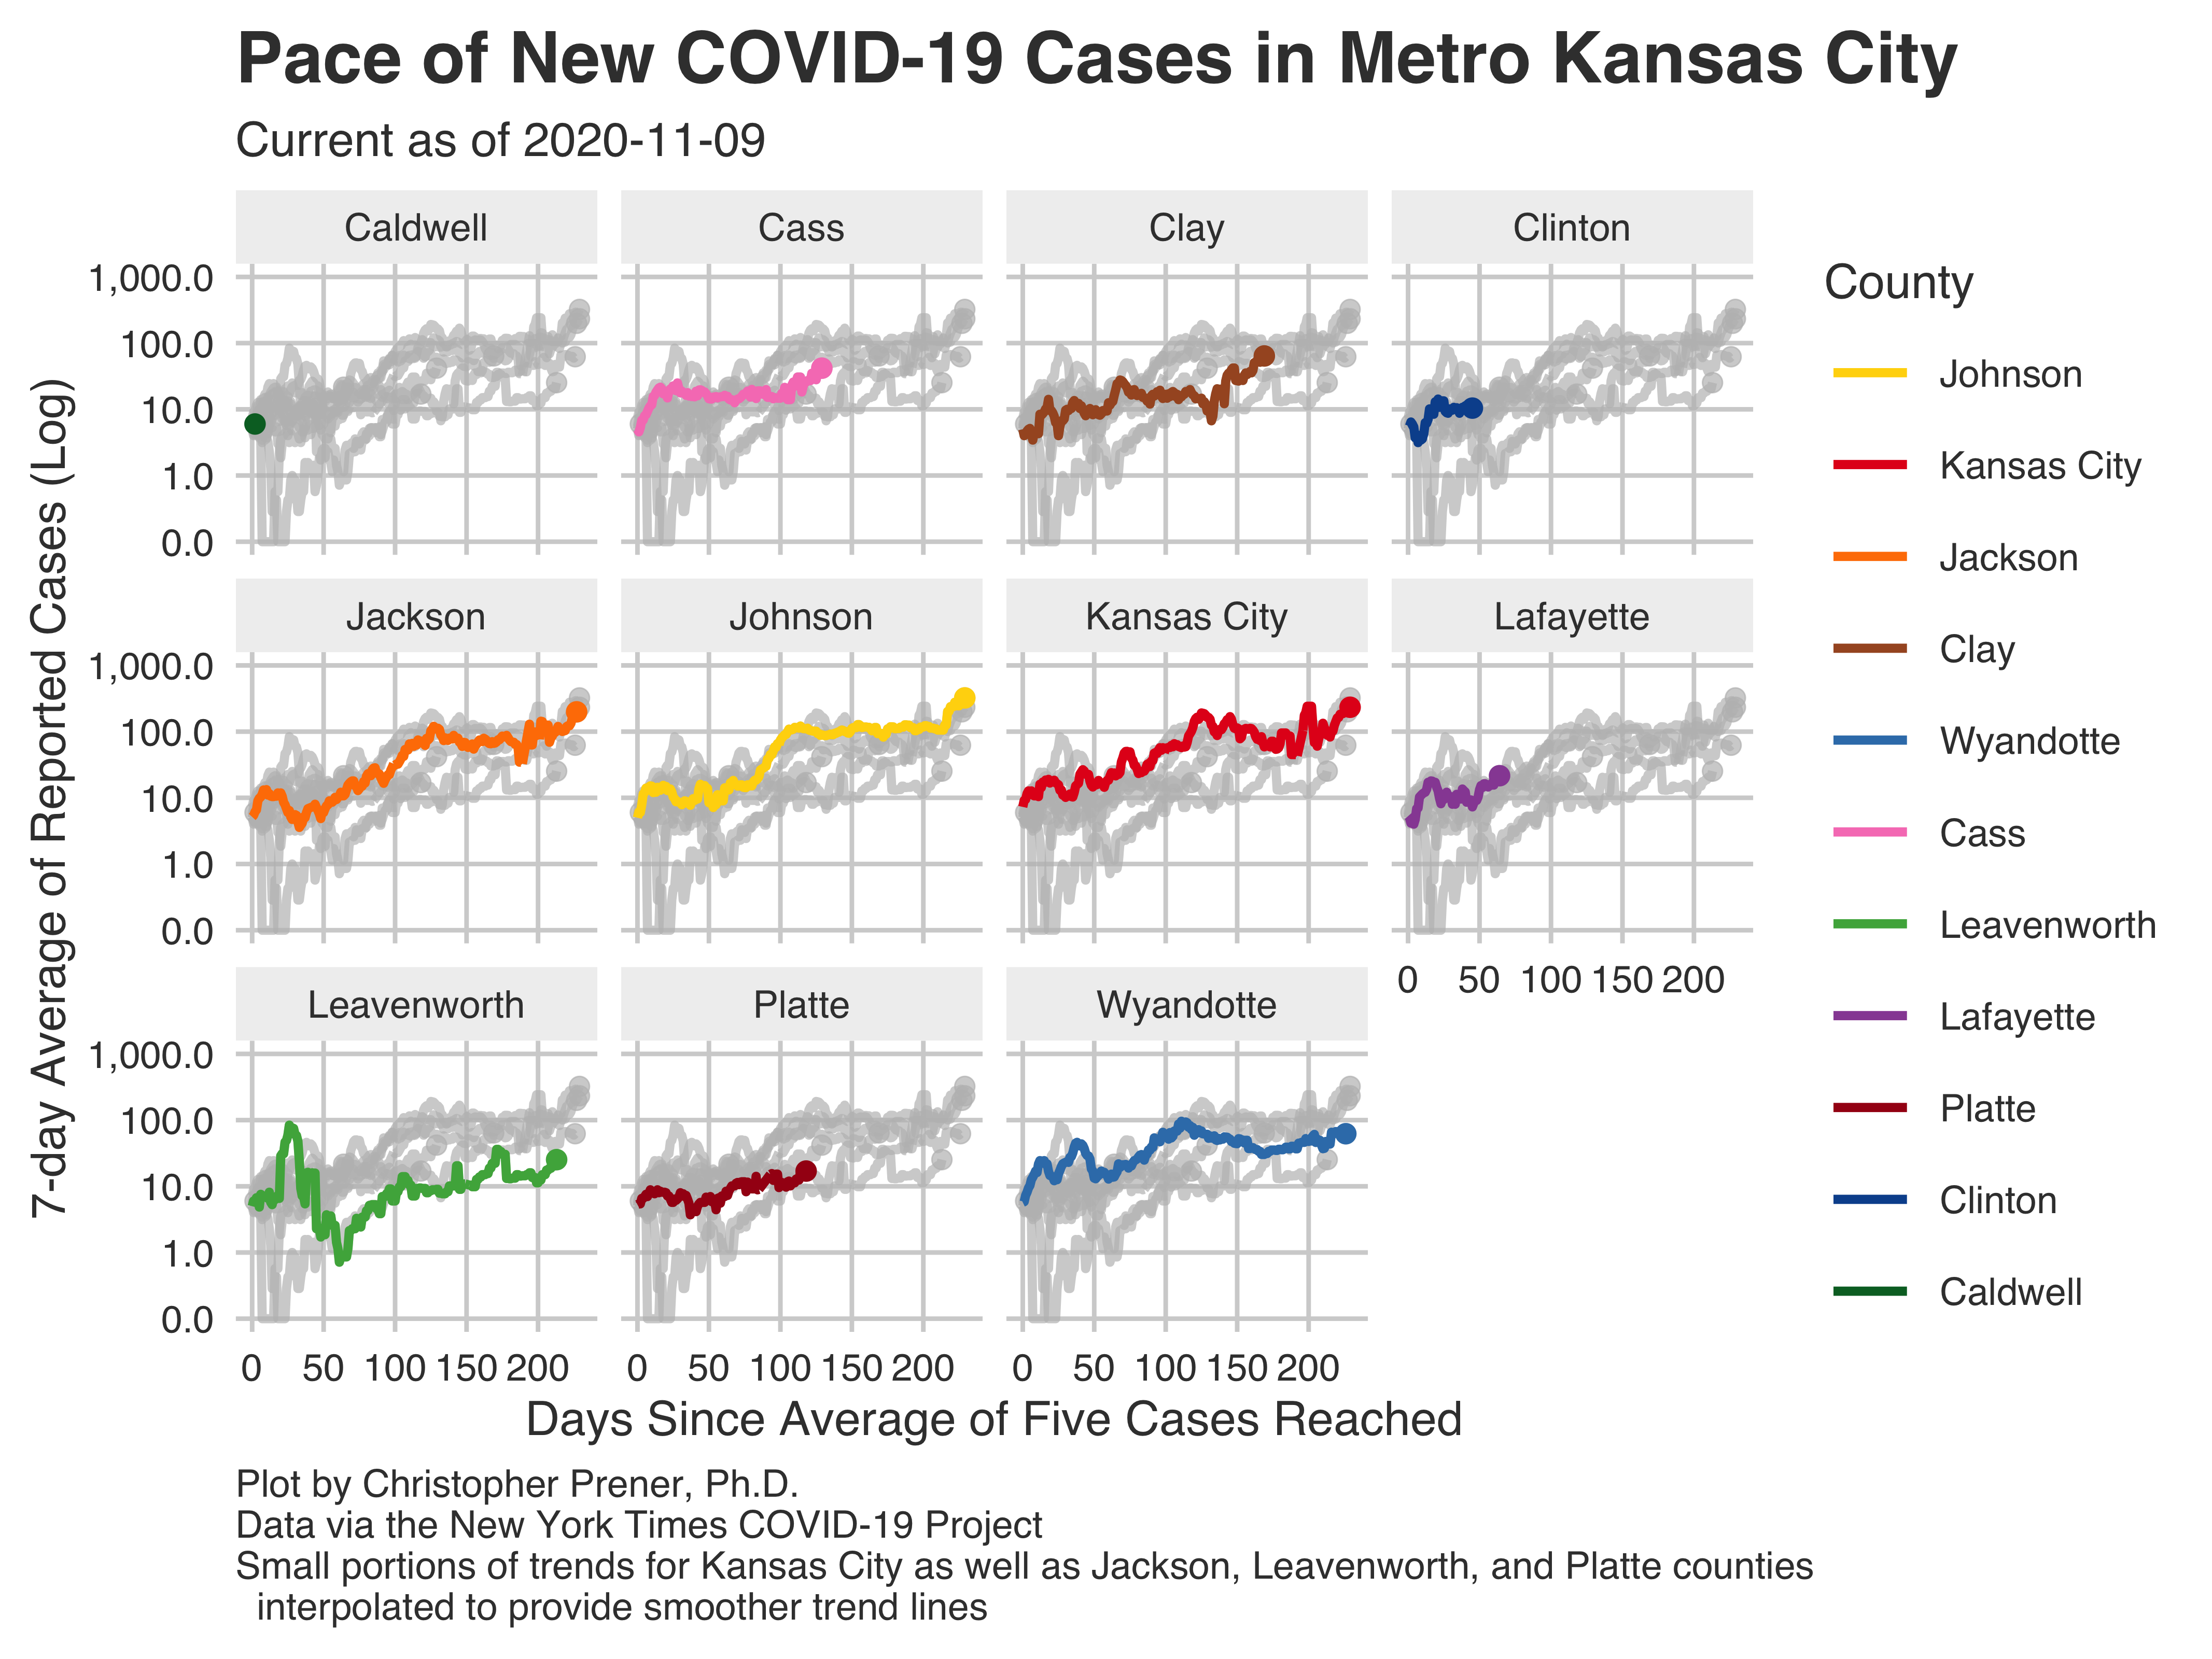 Pace of New COVID-19 Cases in Metro Kansas City
Current as of 2020-11-09
7-day Average of Reported Cases (Log)
Caldwell
Cass
Clay
Clinton
1,000.0
100.0
10.0
1.0
0.0
Jackson
Johnson
Kansas City
Lafayette
1,000.0
100.0
10.0
1.0
0.0
0 50 100 150 200
Leavenworth
Platte
Wyandotte
1,000.0
100.0
10.0
1.0
0.0
0 50 100 150 200
0 50 100 150 200
0 50 100 150 200
Days Since Average of Five Cases Reached
County
Johnson
Kansas City
Jackson
Clay
Wyandotte
Cass
Leavenworth
Lafayette
Platte
Clinton
Caldwell
Plot by Christopher Prener, Ph.D.
Data via the New York Times COVID-19 Project
Small portions of trends for Kansas City as well as Jackson, Leavenworth, and Platte counties
interpolated to provide smoother trend lines